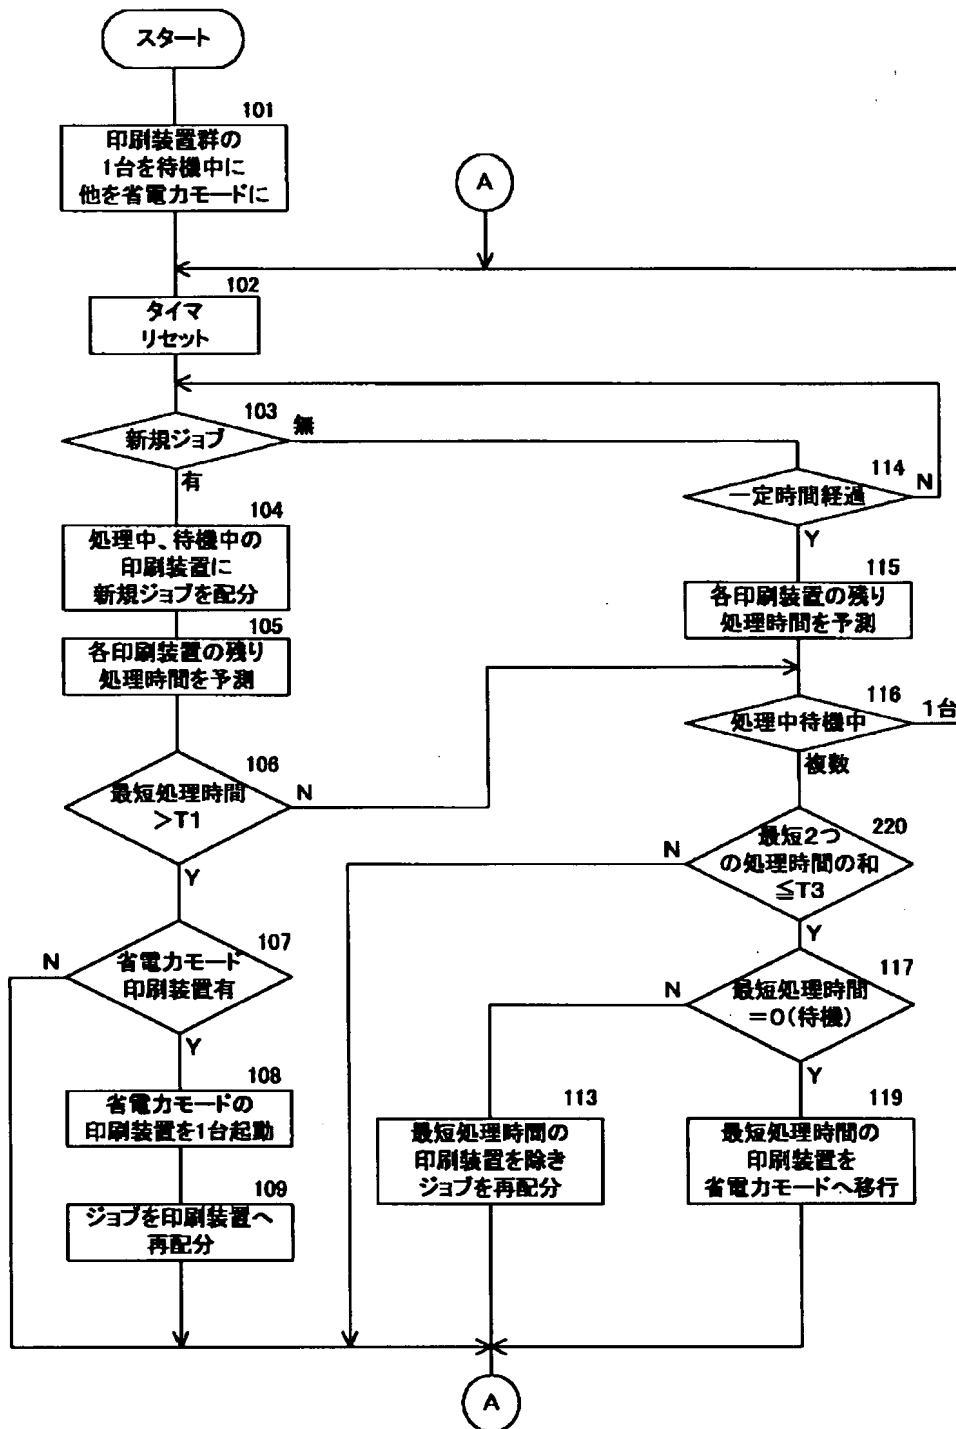 スタート
101
印刷装置群の
1台を待機中に
他を省電力モードに
A
102
タイマ
リセット
103
新規ジョブ
無
有
104
処理中、待機中の
印刷装置に
新規ジョブを配分
105
各印刷装置の残り
処理時間を予測
106
最短処理時間
>T1
N
Y
107
省電力モード
印刷装置有
N
Y
108
省電力モードの
印刷装置を1台起動
109
ジョブを印刷装置へ
再配分
114
一定時間経過
N
Y
115
各印刷装置の残り
処理時間を予測
116
処理中待機中
1台
複数
220
最短2つ
の処理時間の和
≦T3
N
Y
117
最短処理時間
=0(待機)
N
Y
113
最短処理時間の
印刷装置を除き
ジョブを再配分
119
最短処理時間の
印刷装置を
省電力モードへ移行
A